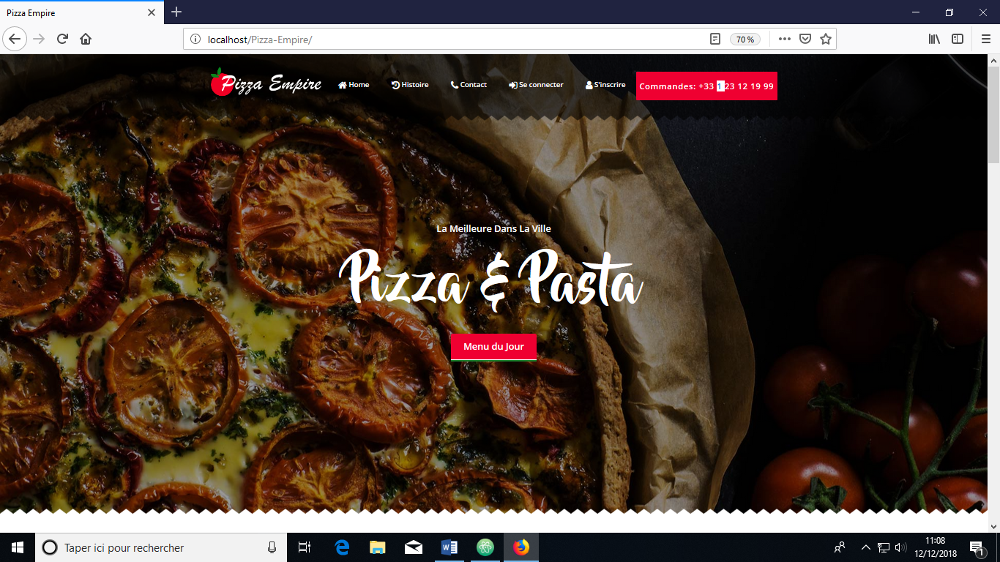 Pizza Empire
localhost/Pizza-Empire/
70 %
Pizza Empire
Home
Histoire
Contact
Se connecter
S'inscrire
Commandes: +33 1 23 12 19 99
La Meilleure Dans La Ville
Pizza & Pasta
Menu du Jour
Taper ici pour rechercher
11:08
12/12/2018
1